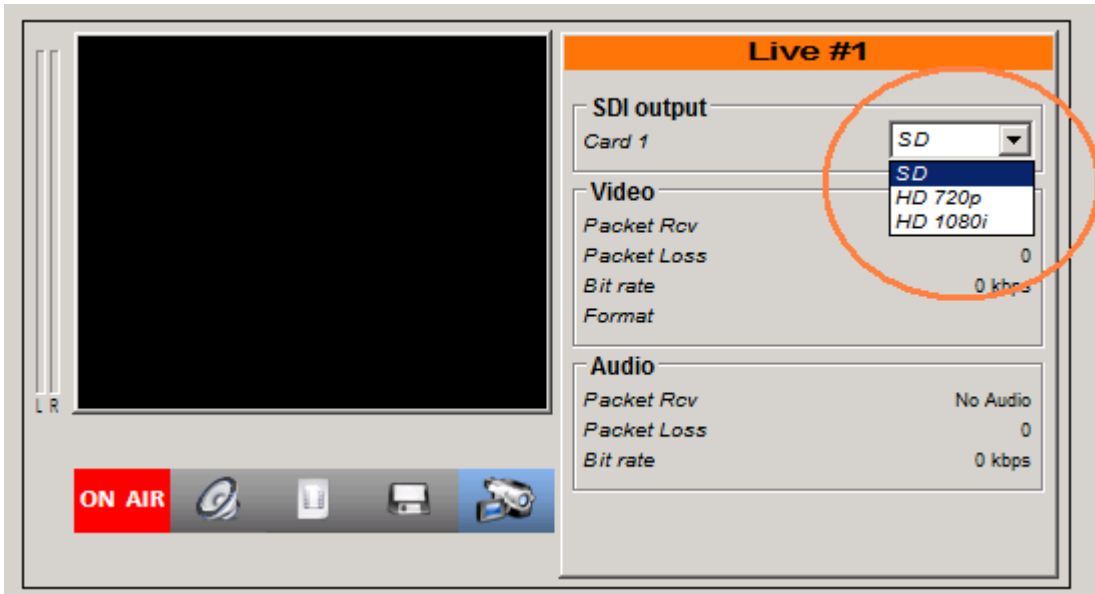 Live #1
SDI output
Card 1 SD
SD
HD 720p
HD 1080i
Video
Packet Rcv
Packet Loss 0
Bit rate 0 kbps
Format
Audio
Packet Rcv No Audio
Packet Loss 0
Bit rate 0 kbps
L R
ON AIR